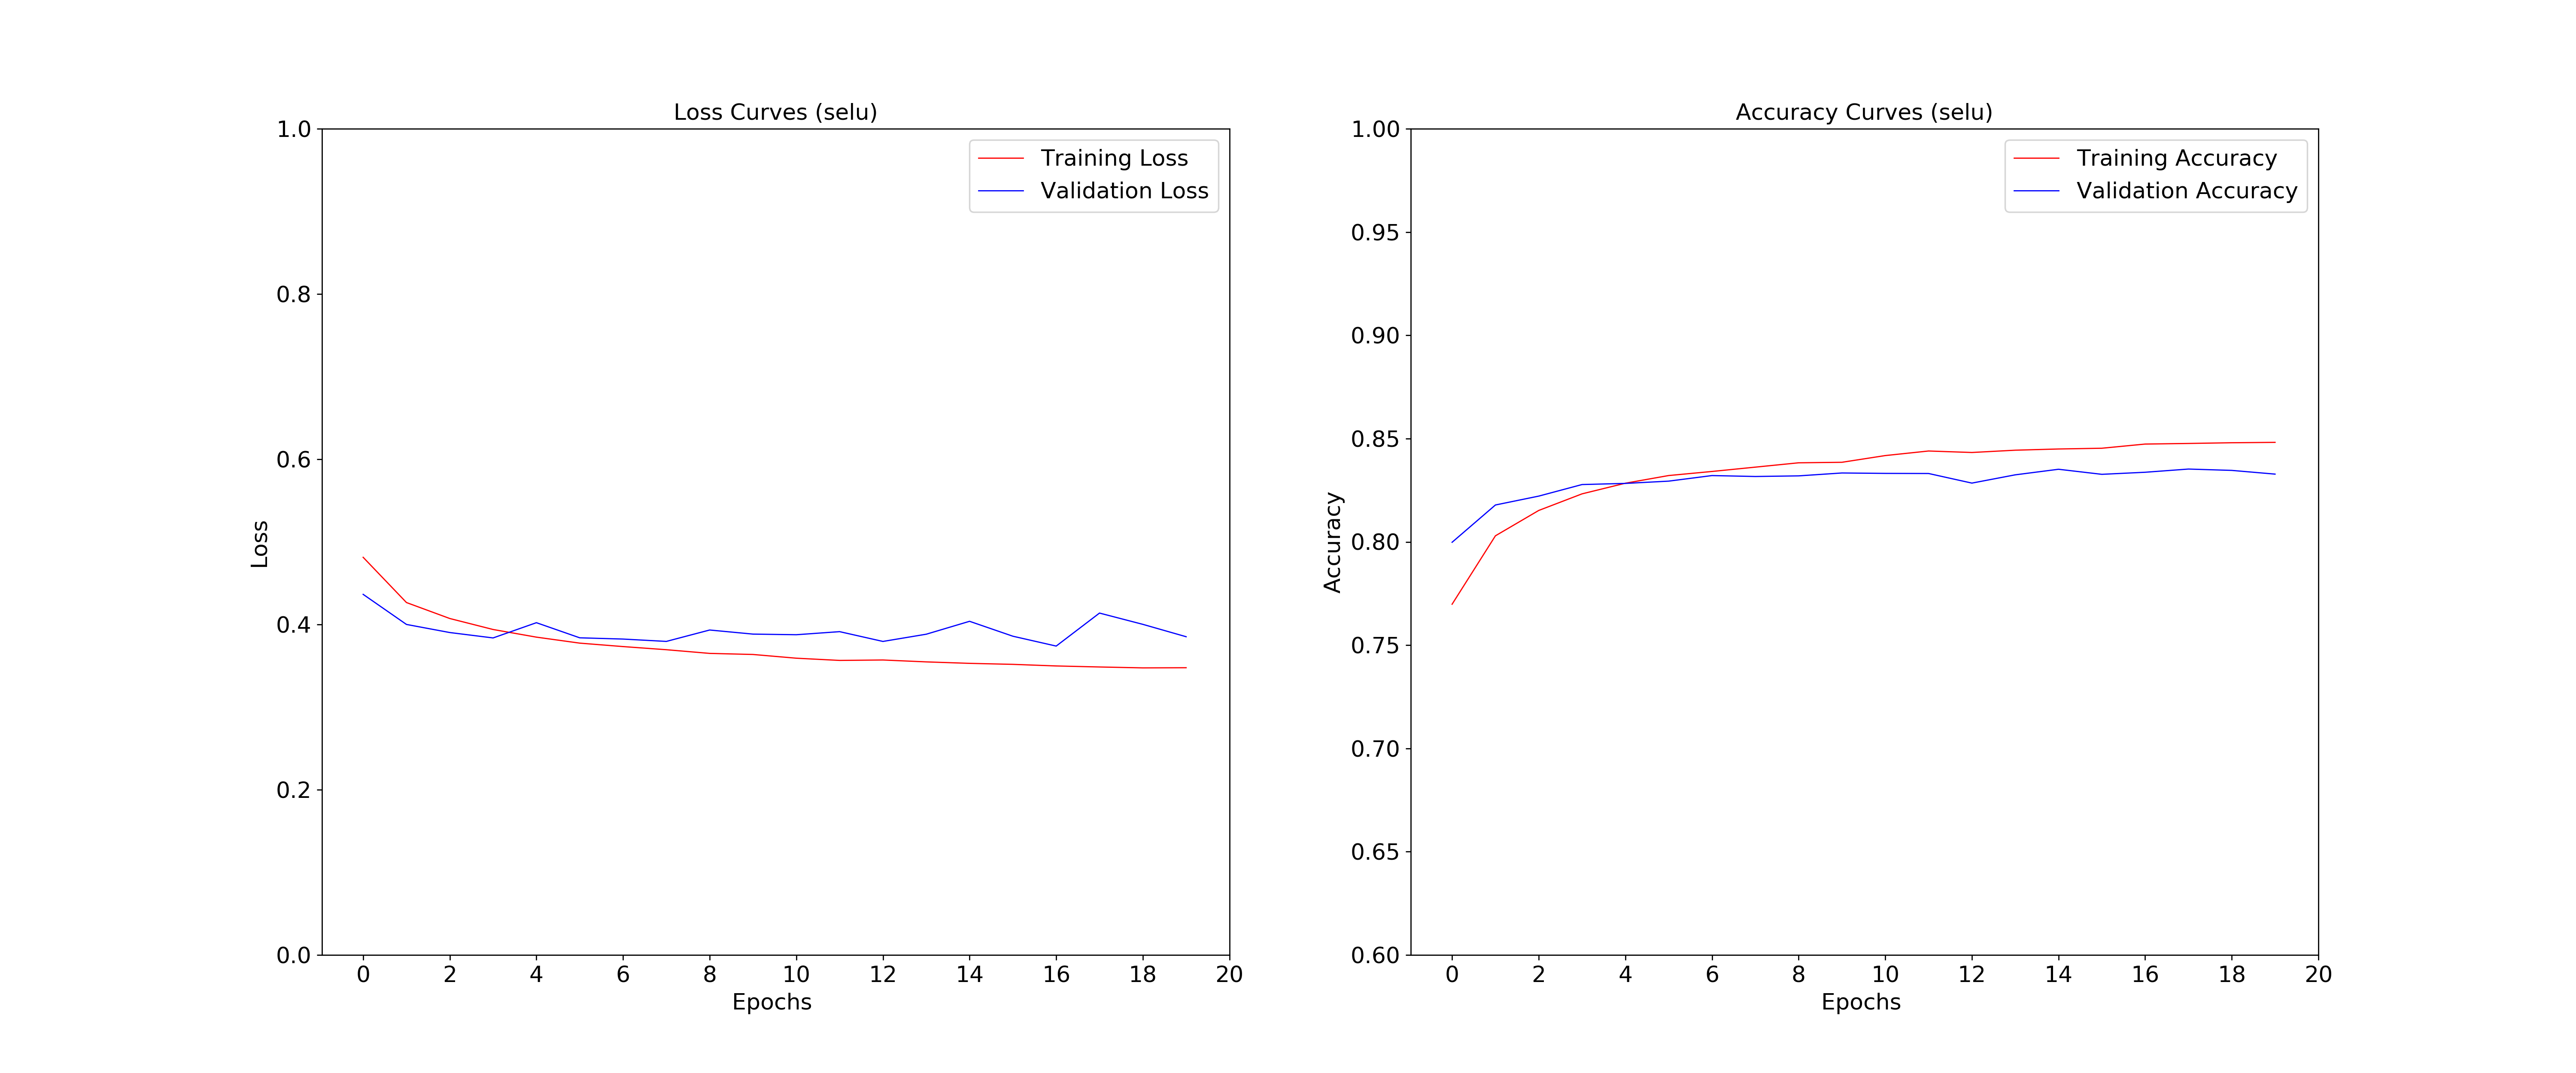 Loss Curves (selu)
1.0
0.8
0.6
0.4
0.2
0.0
Loss
Training Loss
Validation Loss
0 2 4 6 8 10 12 14 16 18 20
Epochs
Accuracy Curves (selu)
1.00
0.95
0.90
0.85
0.80
0.75
0.70
0.65
0.60
Accuracy
Training Accuracy
Validation Accuracy
0 2 4 6 8 10 12 14 16 18 20
Epochs